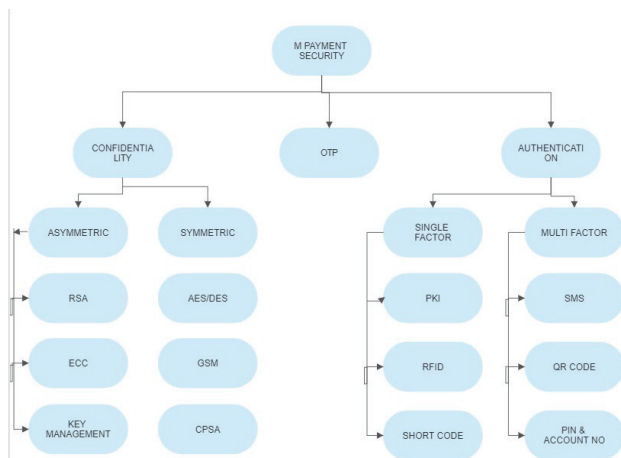 M PAYMENT
SECURITY
CONFIDENTIA
LITY
OTP
AUTHENTICATI
ON
ASYMMETRIC
SYMMETRIC
SINGLE
FACTOR
MULTI FACTOR
RSA
AES/DES
PKI
SMS
ECC
GSM
RFID
QR CODE
KEY
MANAGEMENT
CPSA
SHORT CODE
PIN &
ACCOUNT NO